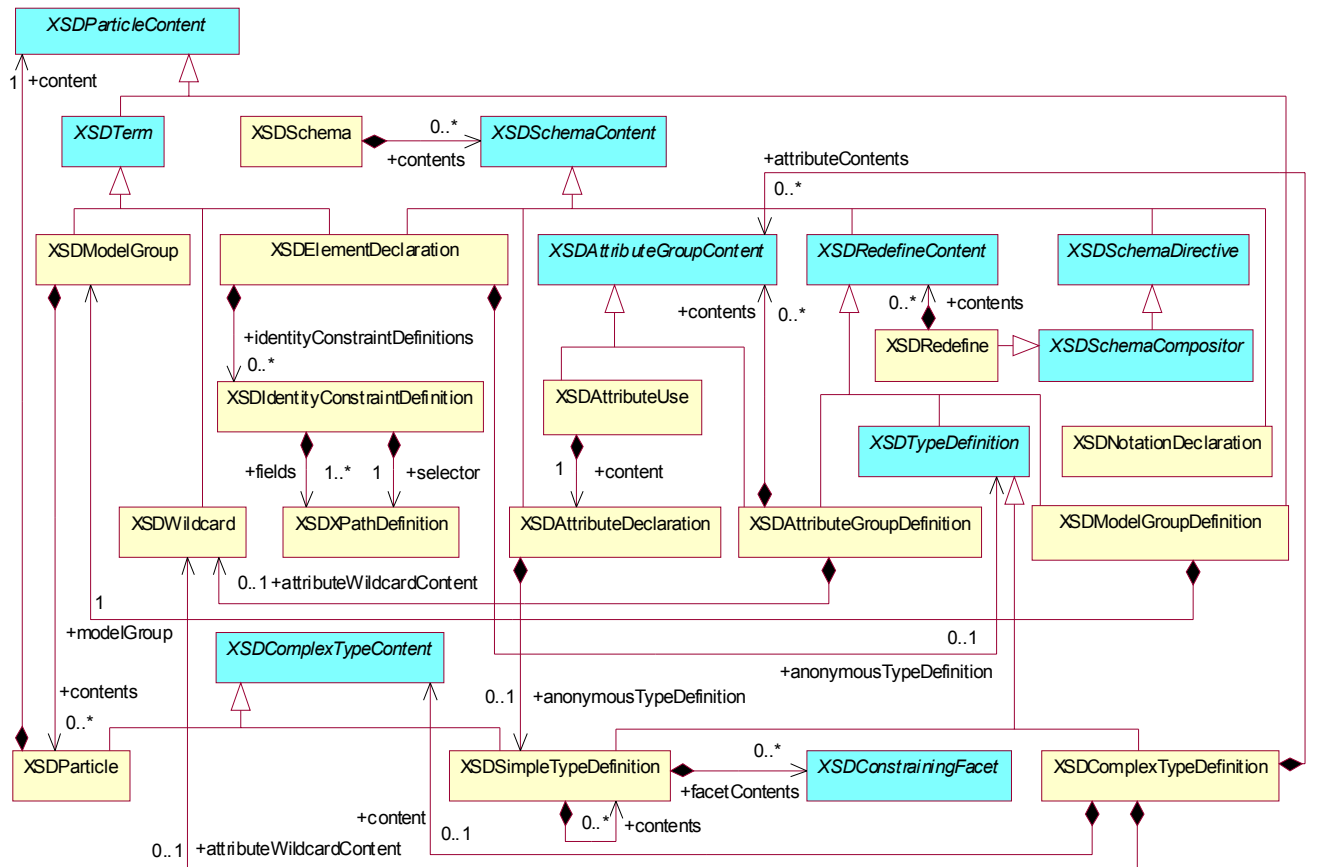 XSDParticleContent
1
+content
XSDTerm
XSDSchema
0..*
+contents
XSDSchemaContent
+attributeContents
0..*
XSDModelGroup
XSDElementDeclaration
XSDAttributeGroupContent
XSDRedefineContent
XSDSchemaDirective
+identityConstraintDefinitions
0..*
+contents
0..*
0..*
+contents
XSDRedefine
XSDSchemaCompositor
XSDIdentityConstraintDefinition
XSDAttributeUse
XSDTypeDefinition
XSDNotationDeclaration
+fields
1..*
1
+selector
1
+content
XSDWildcard
XSDXPathDefinition
XSDAttributeDeclaration
XSDAttributeGroupDefinition
XSDModelGroupDefinition
0..1
+attributeWildcardContent
1
+modelGroup
XSDComplexTypeContent
0..1
+anonymousTypeDefinition
+contents
0..*
0..1
+anonymousTypeDefinition
XSDParticle
XSDSimpleTypeDefinition
0..*
+facetContents
XSDConstrainingFacet
XSDComplexTypeDefinition
+content
0..1
0..*
+contents
0..1
+attributeWildcardContent